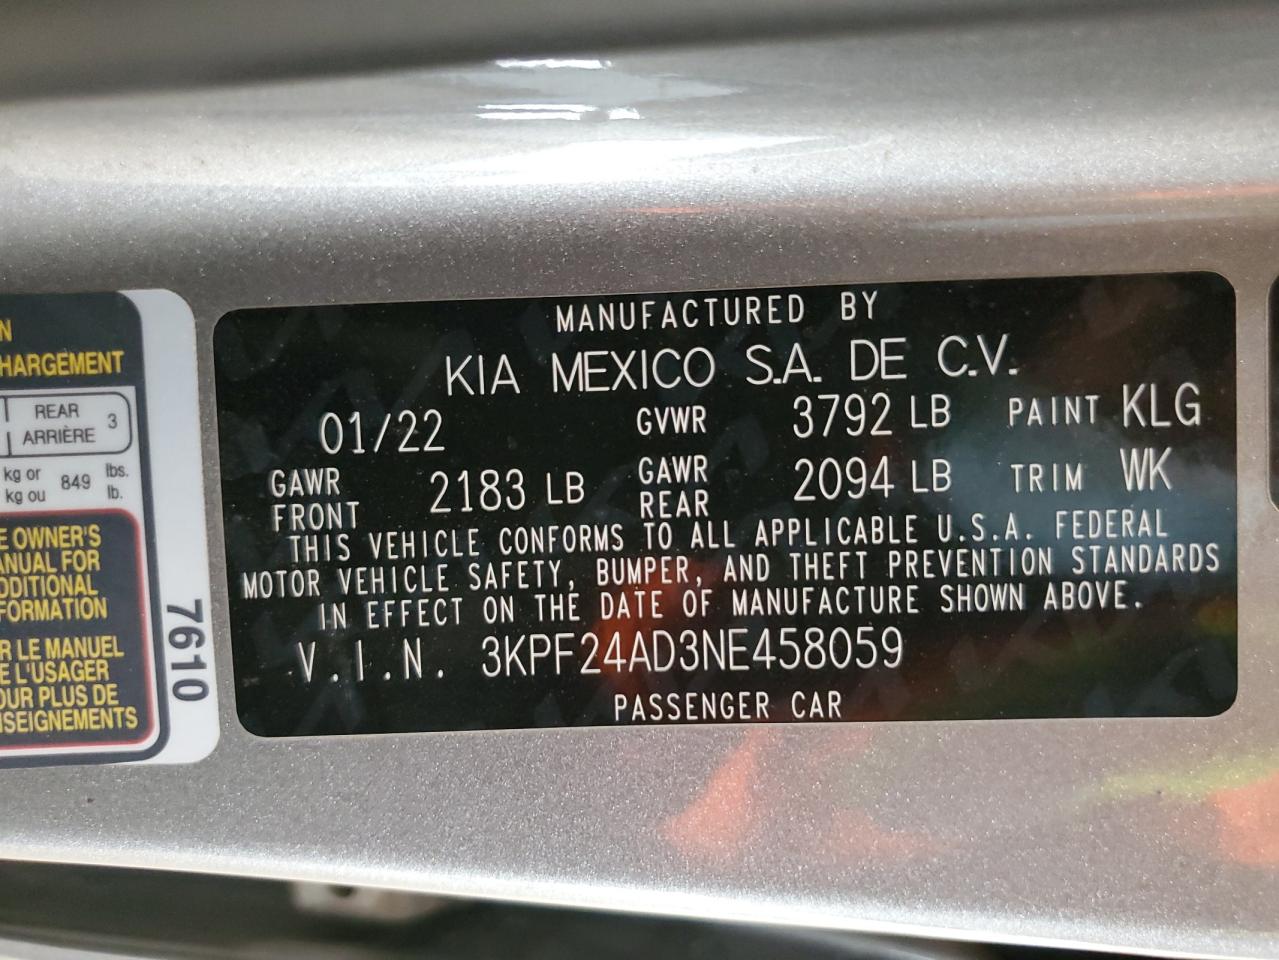 N
HARGEMENT
REAR
ARRIÈRE 3
kg or 849 lbs.
kg ou lb.
E OWNER'S
ANUAL FOR
DDITIONAL
FORMATION
R LE MANUEL
E L'USAGER
OUR PLUS DE
NSEIGNEMENTS
7610
MANUFACTURED BY
KIA MEXICO S.A. DE C.V.
01/22 GVWR 3792 LB PAINT KLG
GAWR FRONT 2183 LB GAWR REAR 2094 LB TRIM WK
THIS VEHICLE CONFORMS TO ALL APPLICABLE U.S.A. FEDERAL
MOTOR VEHICLE SAFETY, BUMPER, AND THEFT PREVENTION STANDARDS
IN EFFECT ON THE DATE OF MANUFACTURE SHOWN ABOVE.
V.I.N. 3KPF24AD3NE458059
PASSENGER CAR